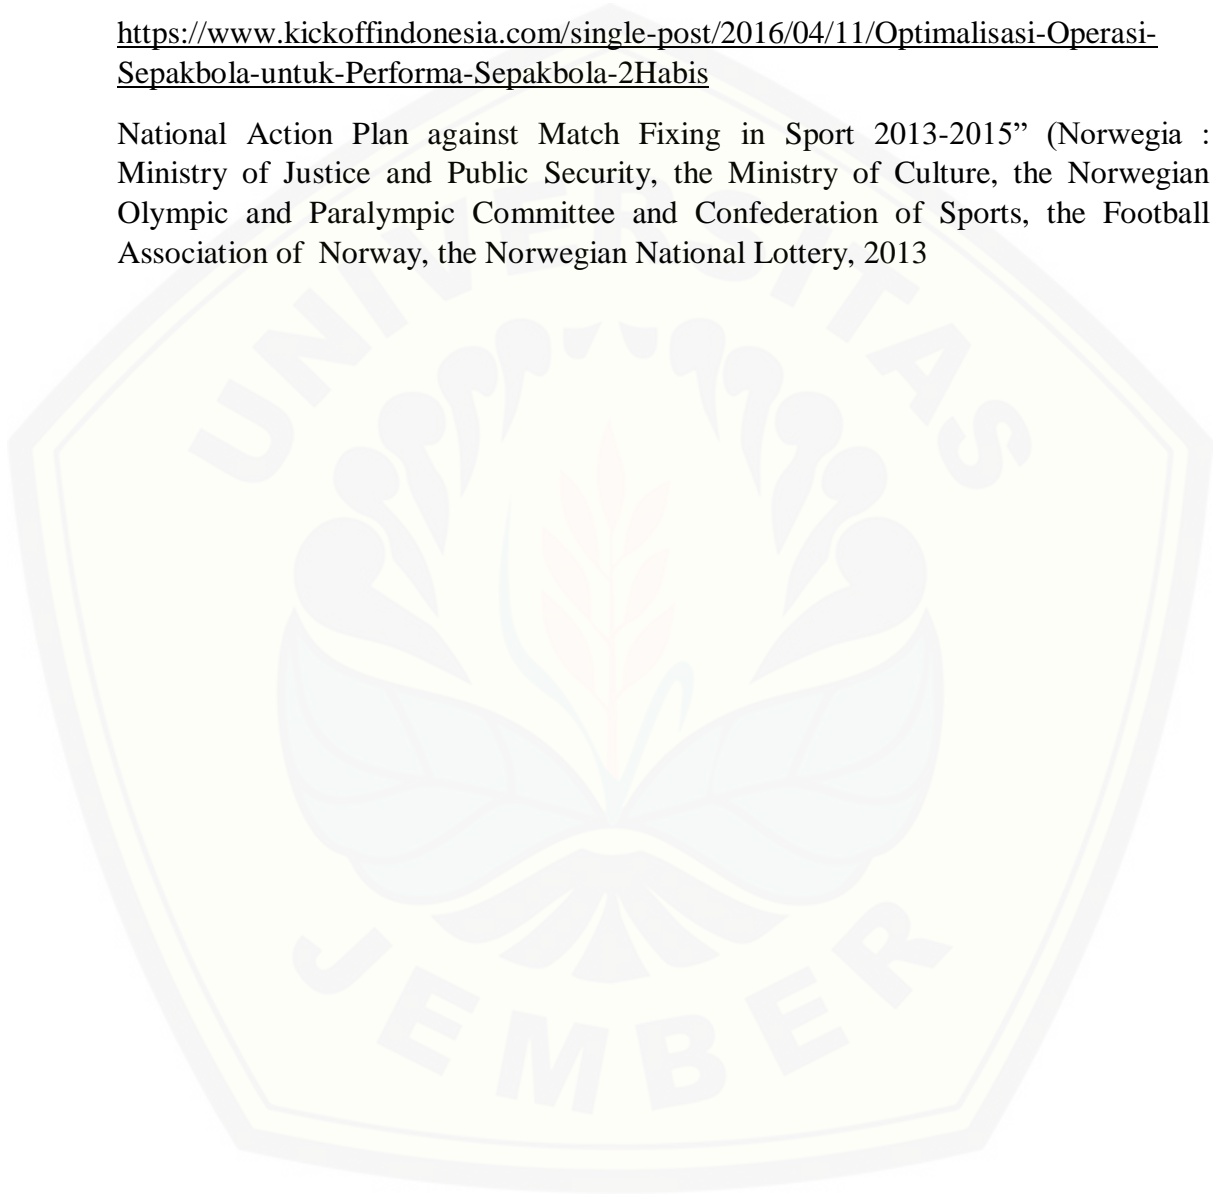 https://www.kickoffindonesia.com/single-post/2016/04/11/Optimalisasi-Operasi-
Sepakbola-untuk-Performa-Sepakbola-2Habis
National Action Plan against Match Fixing in Sport 2013-2015” (Norwegia :
Ministry of Justice and Public Security, the Ministry of Culture, the Norwegian
Olympic and Paralympic Committee and Confederation of Sports, the Football
Association of Norway, the Norwegian National Lottery, 2013
UNIVERSITAS
JEMBER